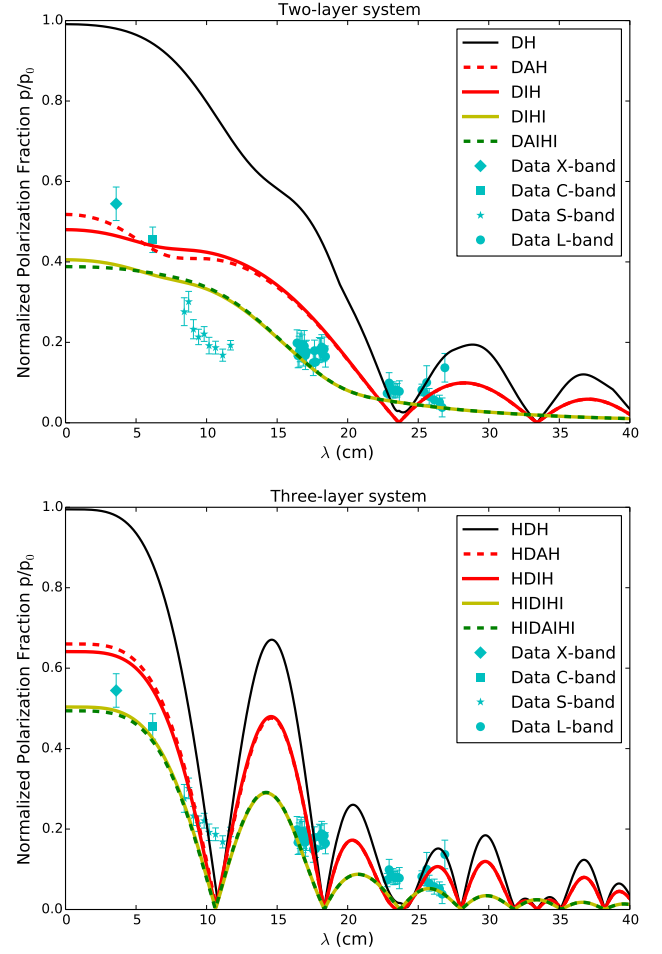 Two-layer system
1.0
0.8
0.6
0.4
0.2
0.0
Normalized Polarization Fraction p/p0
DH
DAH
DIH
DIHI
DAIHI
Data X-band
Data C-band
Data S-band
Data L-band
0 5 10 15 20 25 30 35 40
λ (cm)
Three-layer system
1.0
0.8
0.6
0.4
0.2
0.0
Normalized Polarization Fraction p/p0
HDH
HDAH
HDIH
HIDIHI
HIDAIHI
Data X-band
Data C-band
Data S-band
Data L-band
0 5 10 15 20 25 30 35 40
λ (cm)